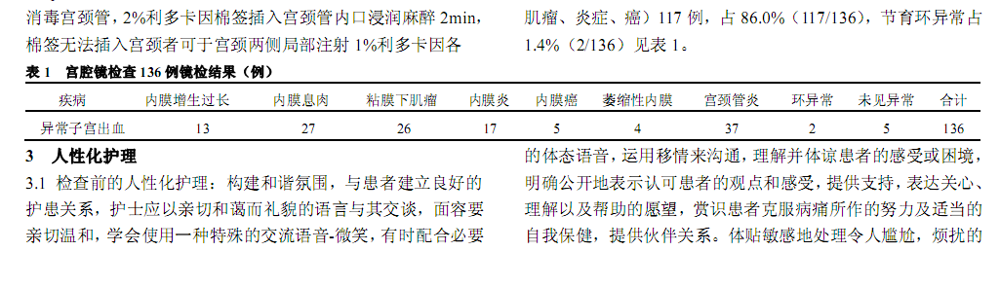 消毒宫颈管，2%利多卡因棉签插入宫颈管内口浸润麻醉 2min，
棉签无法插入宫颈者可于宫颈两侧局部注射 1%利多卡因各
肌瘤、炎症、癌）117 例，占 86.0%（117/136），节育环异常占
1.4%（2/136）见表 1。
表 1 宫腔镜检查 136 例镜检结果（例）
疾病 内膜增生过长 内膜息肉 粘膜下肌瘤 内膜炎 内膜癌 萎缩性内膜 宫颈管炎 环异常 未见异常 合计
异常子宫出血 13 27 26 17 5 4 37 2 5 136
3 人性化护理
3.1 检查前的人性化护理：构建和谐氛围，与患者建立良好的
护患关系，护士应以亲切和蔼而礼貌的语言与其交谈，面容要
亲切温和，学会使用一种特殊的交流语音-微笑，有时配合必要
的体态语音，运用移情来沟通，理解并体谅患者的感受或困境，
明确公开地表示认可患者的观点和感受，提供支持，表达关心、
理解以及帮助的愿望，赏识患者克服病痛所作的努力及适当的
自我保健，提供伙伴关系。体贴敏感地处理令人尴尬，烦扰的